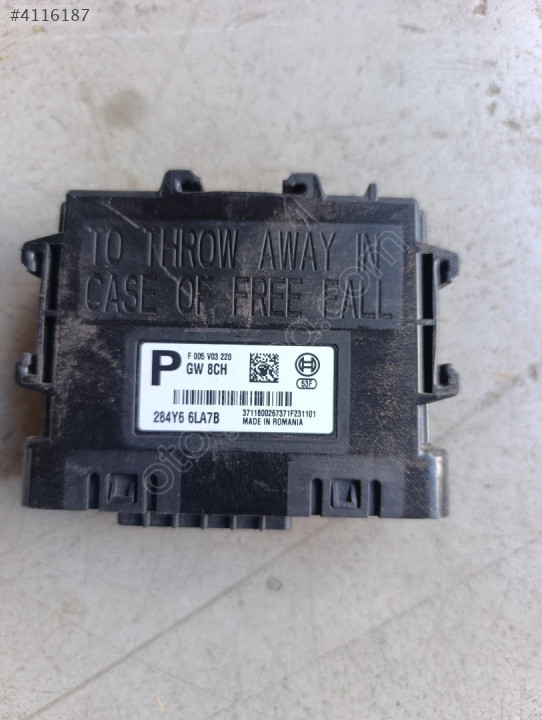 #4116187
TO THROW AWAY IN
CASE OF FREE FALL
P
F 005 V03 220
GW 8CH
53F
284Y6 6LA7B
3711800267371F231101
MADE IN ROMANIA